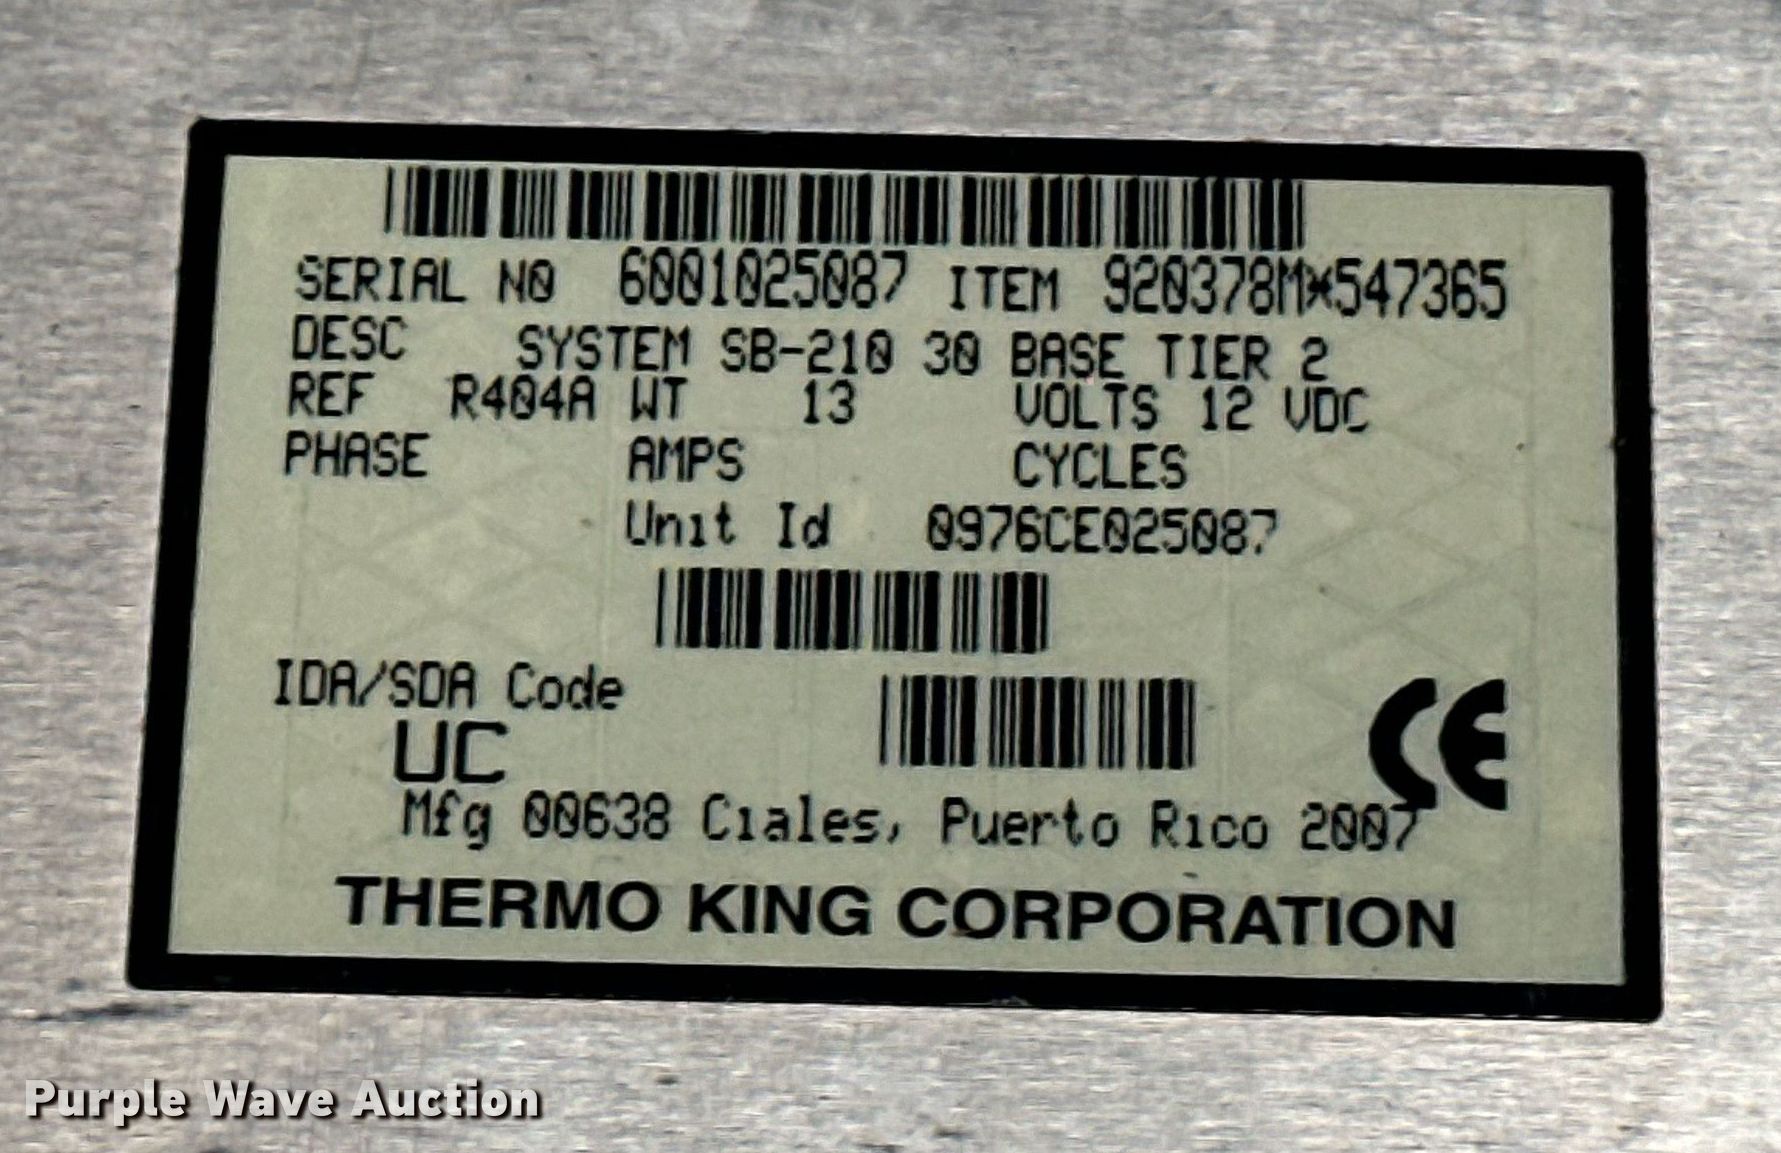 SERIAL NO 6001025087 ITEM 920378M*547365
DESC SYSTEM SB-210 30 BASE TIER 2
REF R404A WT 13 VOLTS 12 VDC
PHASE AMPS CYCLES
Unit Id 0976CE025087
IDA/SDA Code
UC
CE
Mfg 00638 Ciales, Puerto Rico 2007
THERMO KING CORPORATION
Purple Wave Auction